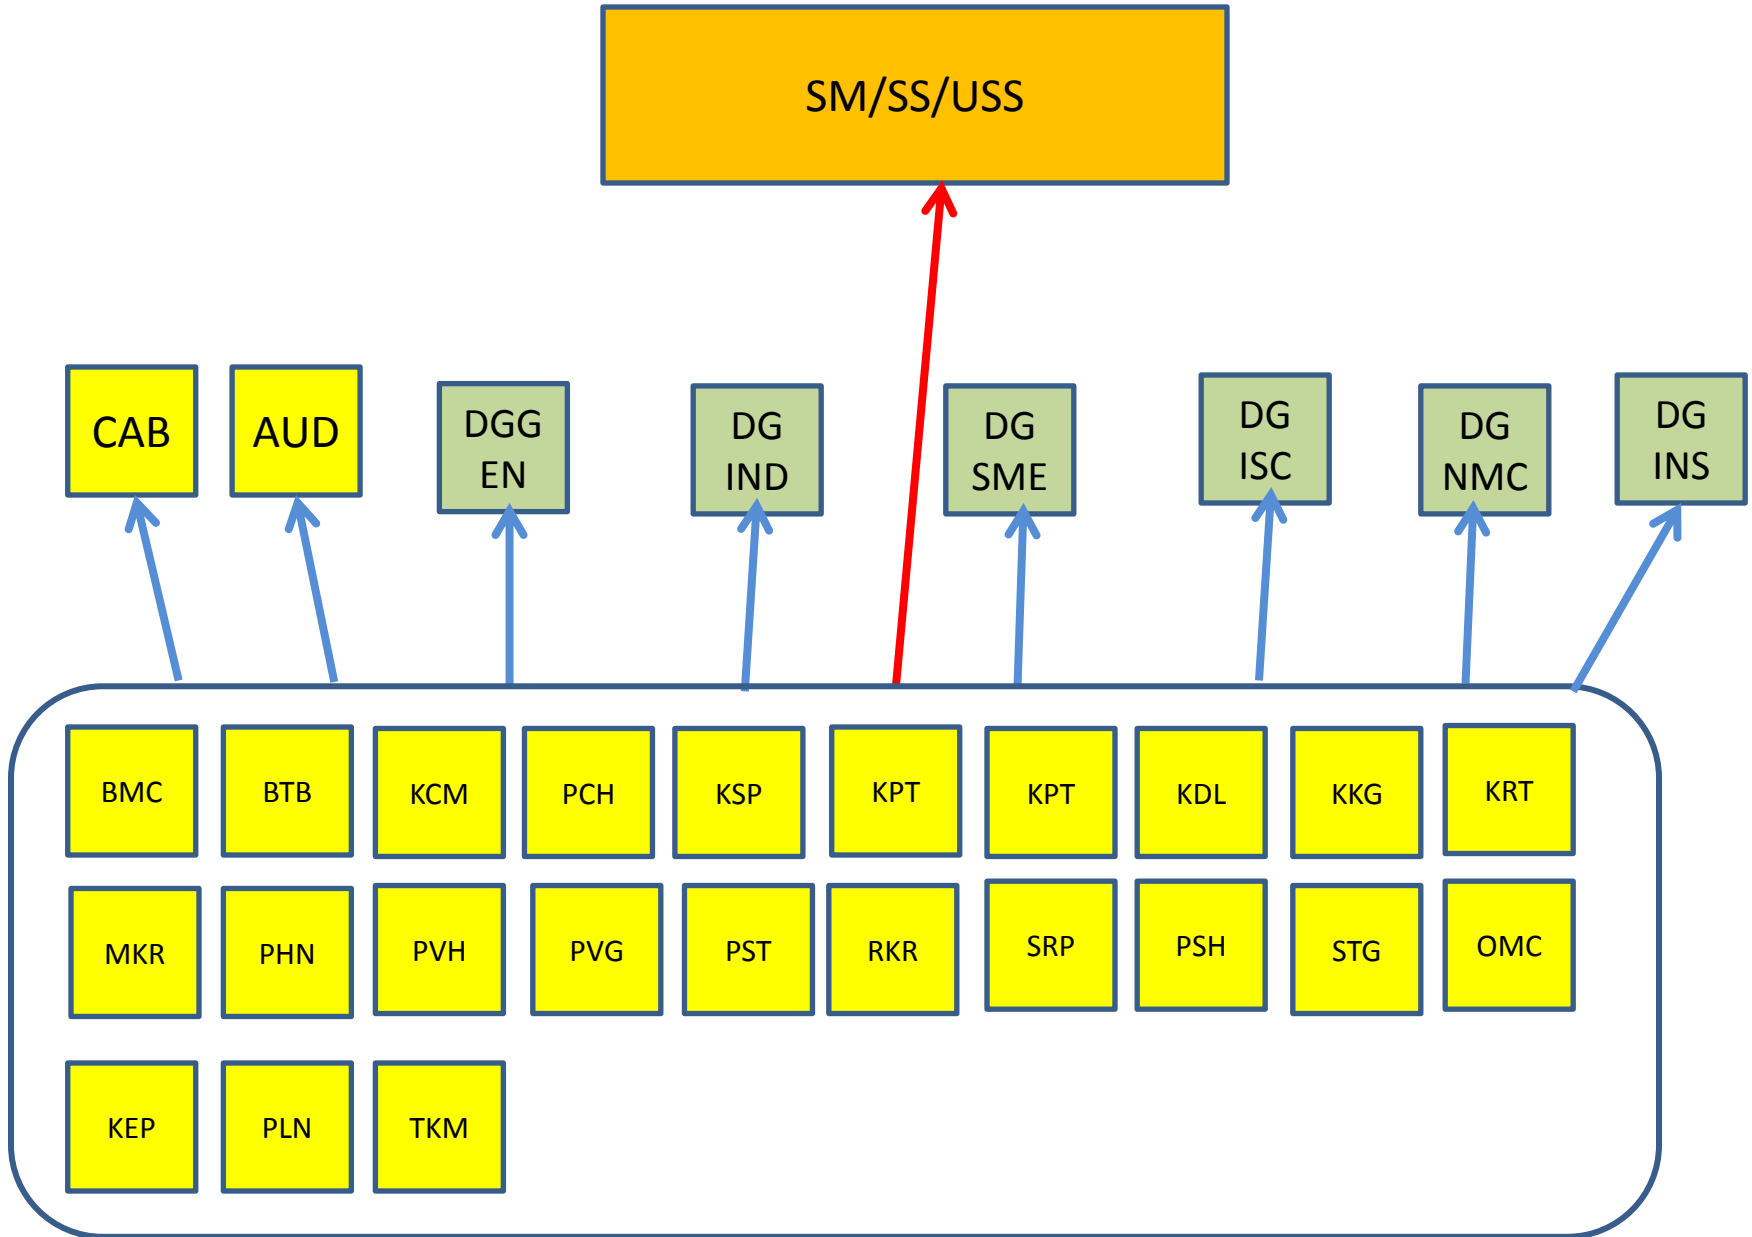 SM/SS/USS
CAB
AUD
DGG
EN
DG
IND
DG
SME
DG
ISC
DG
NMC
DG
INS
BMC
BTB
KCM
PCH
KSP
KPT
KPT
KDL
KKG
KRT
MKR
PHN
PVH
PVG
PST
RKR
SRP
PSH
STG
OMC
KEP
PLN
TKM